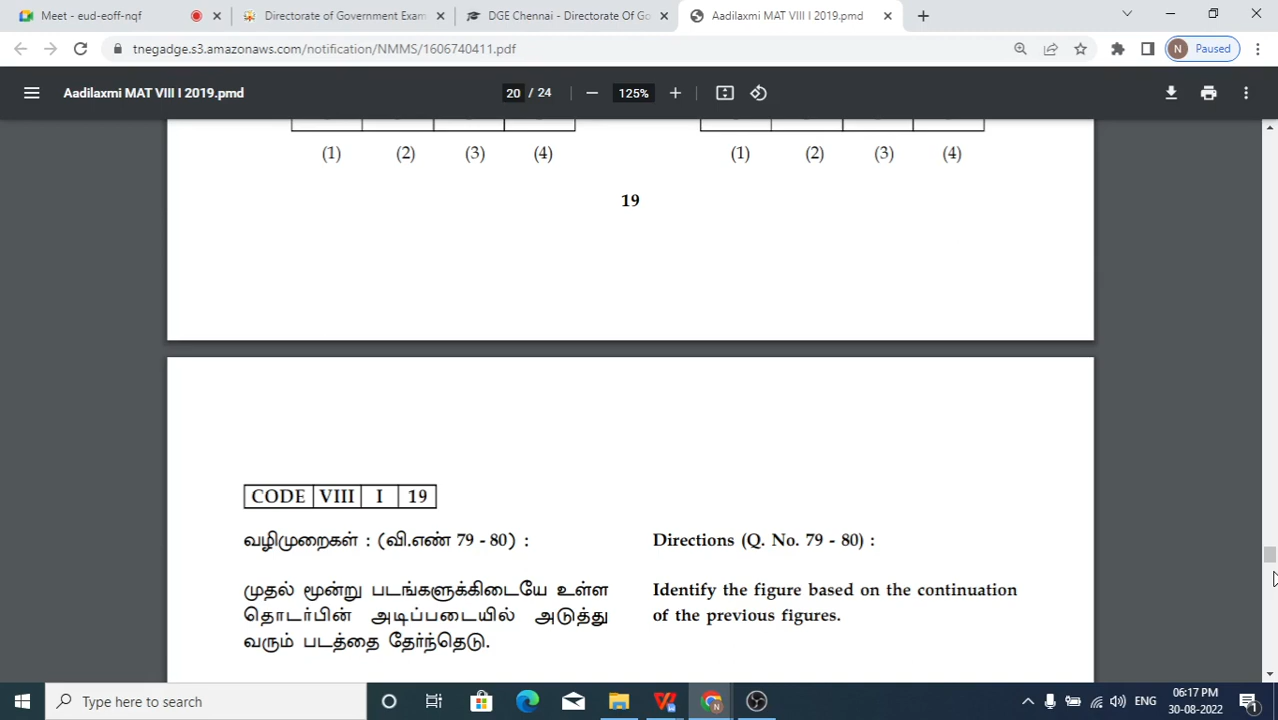 Meet - eud-eoff-nqf
Directorate of Government Exam
DGE Chennai - Directorate Of Go
Aadilaxmi MAT VIII I 2019.pmd
tnegadge.s3.amazonaws.com/notification/NMMS/1606740411.pdf
N Paused
Aadilaxmi MAT VIII I 2019.pmd
20 / 24
125%
(1) (2) (3) (4)
(1) (2) (3) (4)
19
CODE VIII I 19
வழிமுறைகள் : (வி.எண் 79 - 80) :
Directions (Q. No. 79 - 80) :
முதல் மூன்று படங்களுக்கிடையே உள்ள
தொடர்பின் அடிப்படையில் அடுத்து
வரும் படத்தை தேர்ந்தெடு.
Identify the figure based on the continuation
of the previous figures.
Type here to search
ENG
06:17 PM
30-08-2022
1